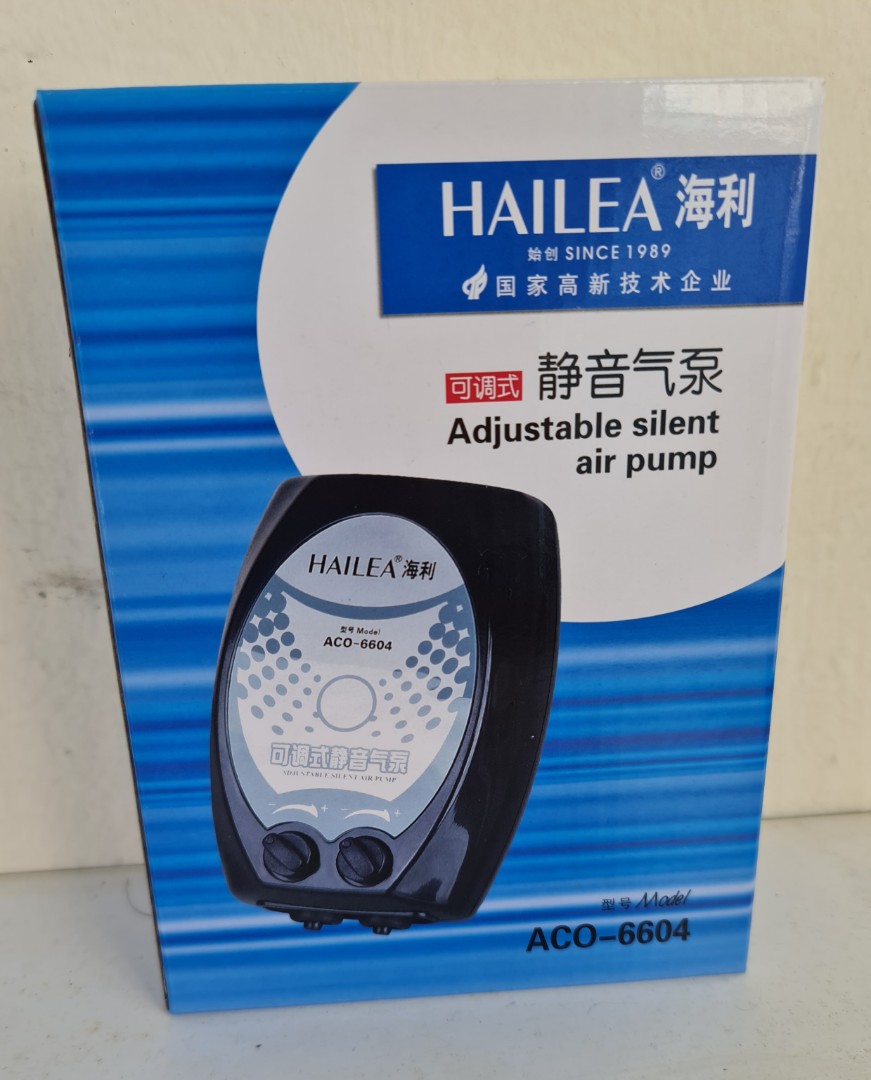 HAILEA® 海利
始创 SINCE 1989
国家高新技术企业
可调式 静音气泵
Adjustable silent
air pump
HAILEA® 海利
型号 Model
ACO-6604
可调式静音气泵
ADJUSTABLE SILENT AIR PUMP
− +
− +
型号 Model
ACO-6604